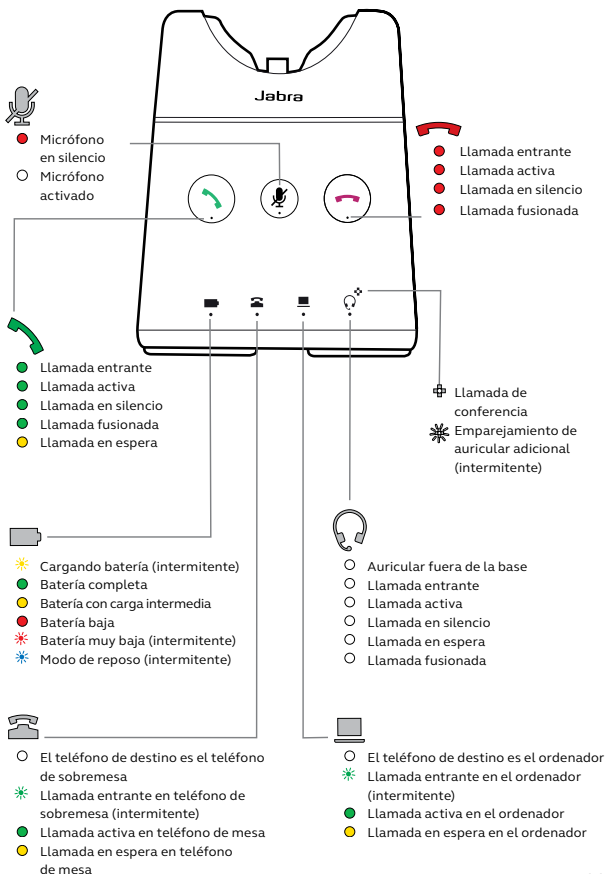 Jabra
Micrófono
en silencio
Micrófono
activado
Llamada entrante
Llamada activa
Llamada en silencio
Llamada fusionada
Llamada entrante
Llamada activa
Llamada en silencio
Llamada fusionada
Llamada en espera
Llamada de
conferencia
Emparejamiento de
auricular adicional
(intermitente)
Cargando batería (intermitente)
Batería completa
Batería con carga intermedia
Batería baja
Batería muy baja (intermitente)
Modo de reposo (intermitente)
Auricular fuera de la base
Llamada entrante
Llamada activa
Llamada en silencio
Llamada en espera
Llamada fusionada
El teléfono de destino es el teléfono
de sobremesa
Llamada entrante en teléfono de
sobremesa (intermitente)
Llamada activa en teléfono de mesa
Llamada en espera en teléfono
de mesa
El teléfono de destino es el ordenador
Llamada entrante en el ordenador
(intermitente)
Llamada activa en el ordenador
Llamada en espera en el ordenador